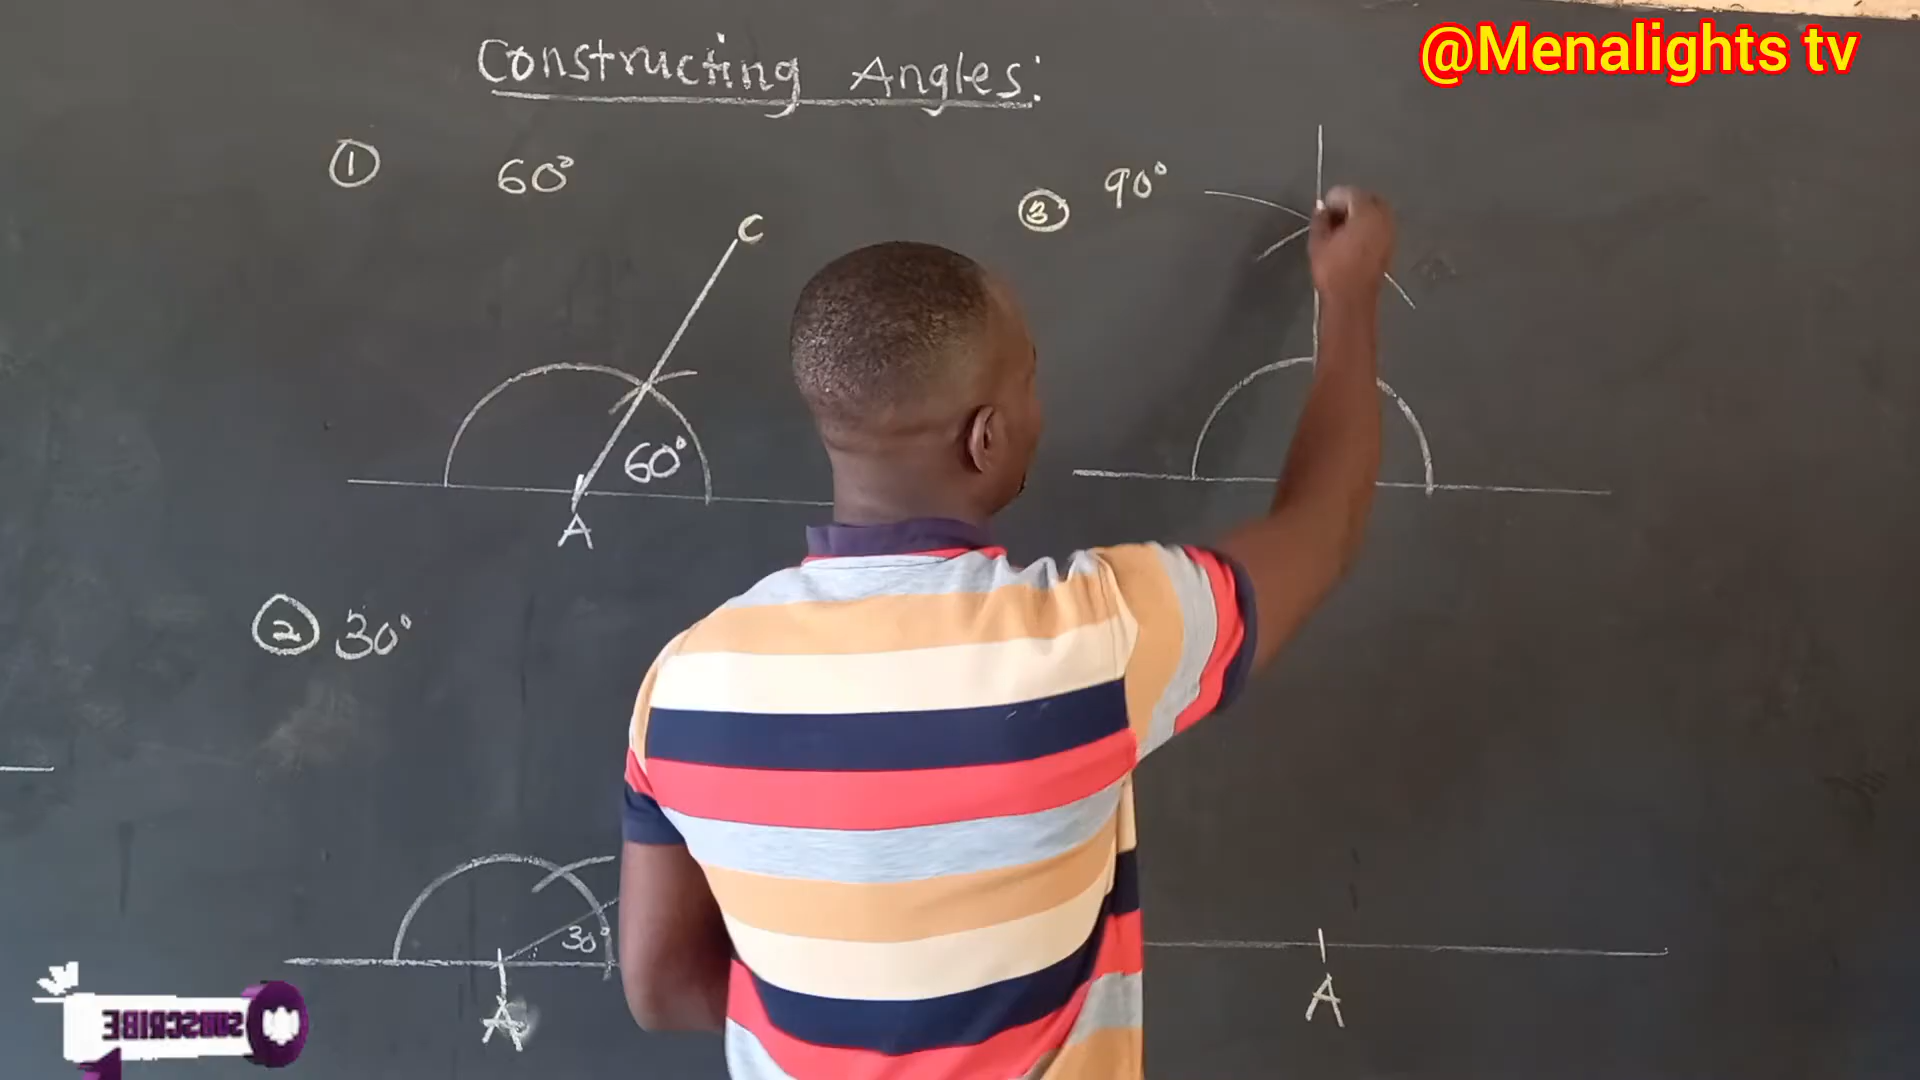 @Menalights tv
Constructing Angles:
1 60°
C
60°
A
3 90°
2 30°
30°
A
A
SUBSCRIBE